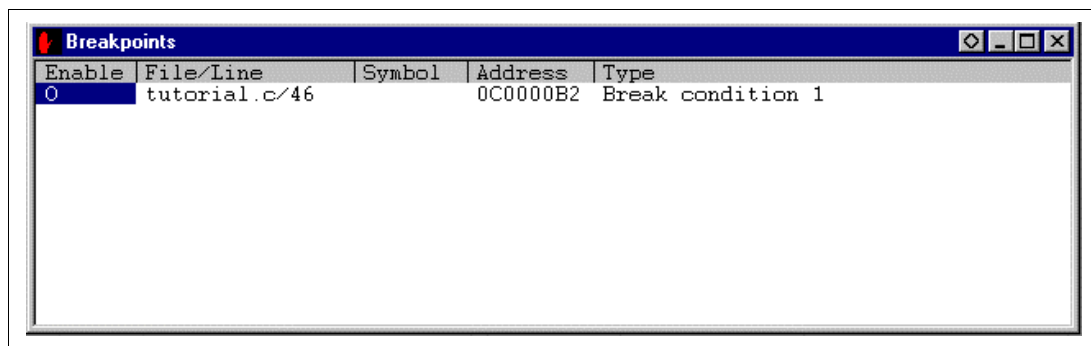 Breakpoints
Enable File/Line Symbol Address Type
O tutorial.c/46 0C0000B2 Break condition 1